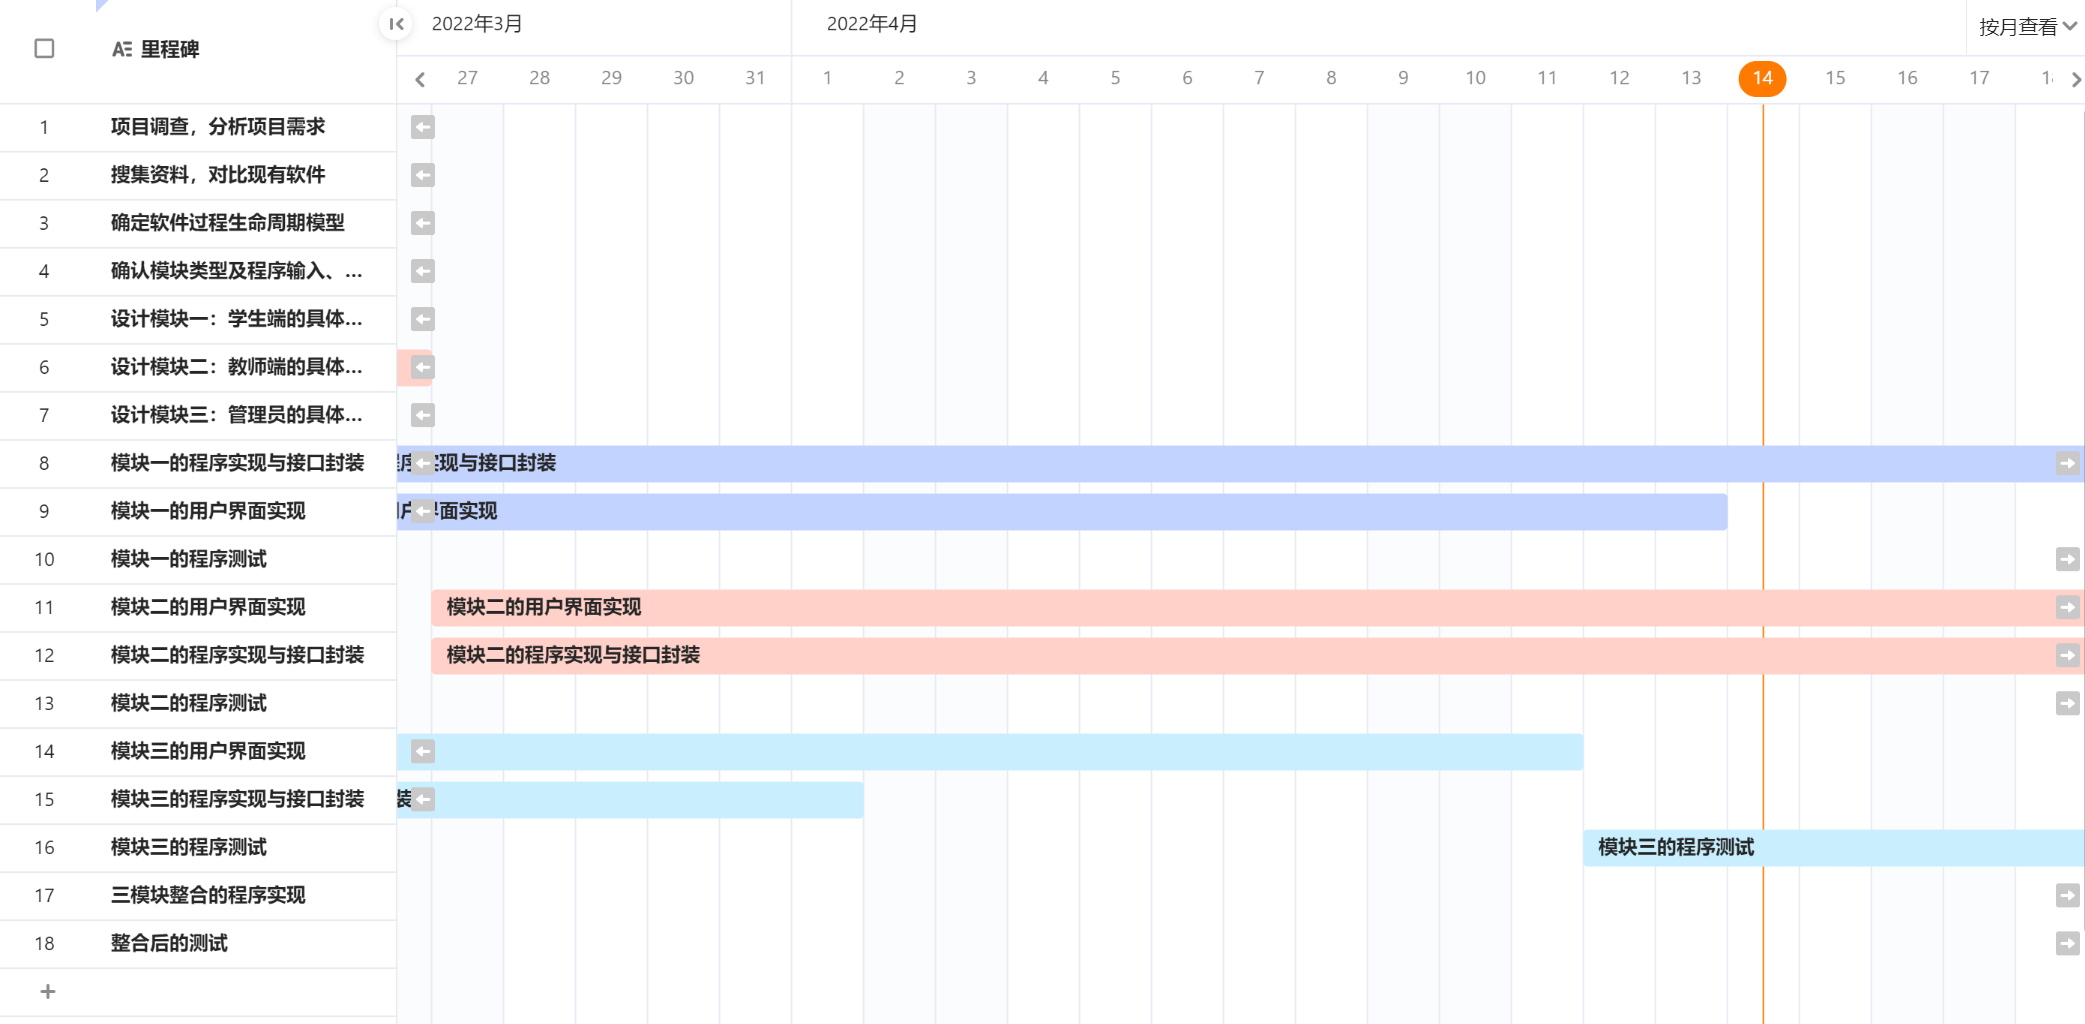 2022年3月
2022年4月
按月查看
里程碑
27 28 29 30 31 1 2 3 4 5 6 7 8 9 10 11 12 13 14 15 16 17
1 项目调查，分析项目需求
2 搜集资料，对比现有软件
3 确定软件过程生命周期模型
4 确认模块类型及程序输入、...
5 设计模块一：学生端的具体...
6 设计模块二：教师端的具体...
7 设计模块三：管理员的具体...
8 模块一的程序实现与接口封装 序实现与接口封装
9 模块一的用户界面实现 户界面实现
10 模块一的程序测试
11 模块二的用户界面实现 模块二的用户界面实现
12 模块二的程序实现与接口封装 模块二的程序实现与接口封装
13 模块二的程序测试
14 模块三的用户界面实现
15 模块三的程序实现与接口封装 装
16 模块三的程序测试 模块三的程序测试
17 三模块整合的程序实现
18 整合后的测试